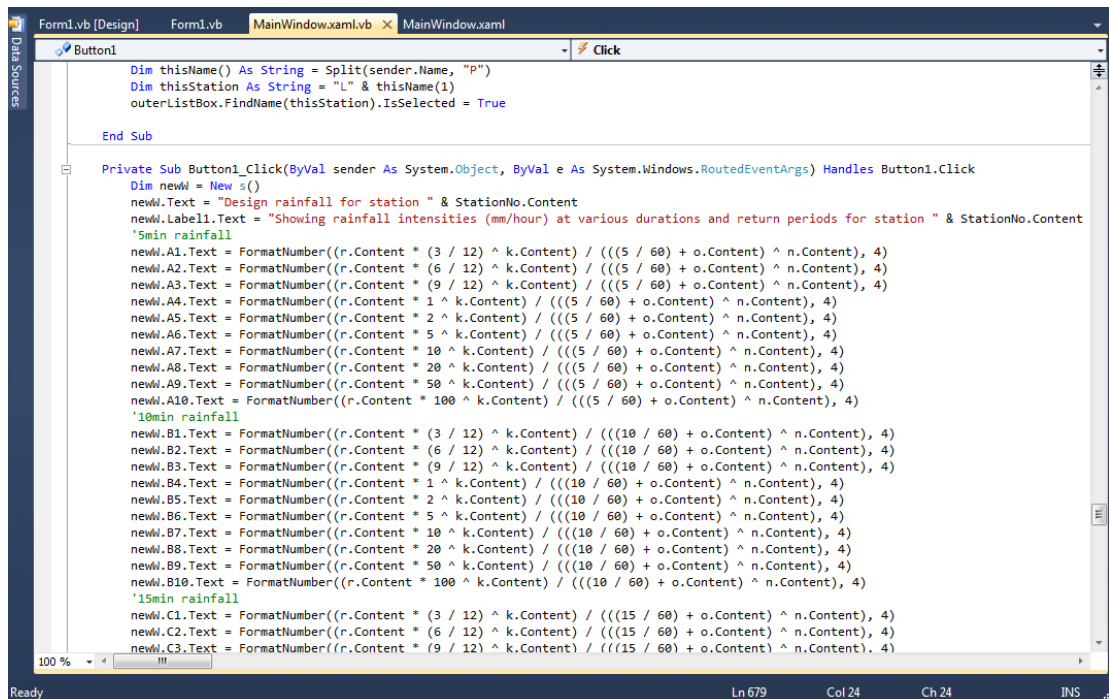 Form1.vb [Design] Form1.vb MainWindow.xaml.vb MainWindow.xaml
Data Sources
Button1 Click
Dim thisName() As String = Split(sender.Name, "P")
Dim thisStation As String = "L" & thisName(1)
outerListBox.FindName(thisStation).IsSelected = True
End Sub
Private Sub Button1_Click(ByVal sender As System.Object, ByVal e As System.Windows.RoutedEventArgs) Handles Button1.Click
Dim newW = New s()
newW.Text = "Design rainfall for station " & StationNo.Content
newW.Label1.Text = "Showing rainfall intensities (mm/hour) at various durations and return periods for station " & StationNo.Content
'5min rainfall
newW.A1.Text = FormatNumber((r.Content * (3 / 12) ^ k.Content) / (((5 / 60) + o.Content) ^ n.Content), 4)
newW.A2.Text = FormatNumber((r.Content * (6 / 12) ^ k.Content) / (((5 / 60) + o.Content) ^ n.Content), 4)
newW.A3.Text = FormatNumber((r.Content * (9 / 12) ^ k.Content) / (((5 / 60) + o.Content) ^ n.Content), 4)
newW.A4.Text = FormatNumber((r.Content * 1 ^ k.Content) / (((5 / 60) + o.Content) ^ n.Content), 4)
newW.A5.Text = FormatNumber((r.Content * 2 ^ k.Content) / (((5 / 60) + o.Content) ^ n.Content), 4)
newW.A6.Text = FormatNumber((r.Content * 5 ^ k.Content) / (((5 / 60) + o.Content) ^ n.Content), 4)
newW.A7.Text = FormatNumber((r.Content * 10 ^ k.Content) / (((5 / 60) + o.Content) ^ n.Content), 4)
newW.A8.Text = FormatNumber((r.Content * 20 ^ k.Content) / (((5 / 60) + o.Content) ^ n.Content), 4)
newW.A9.Text = FormatNumber((r.Content * 50 ^ k.Content) / (((5 / 60) + o.Content) ^ n.Content), 4)
newW.A10.Text = FormatNumber((r.Content * 100 ^ k.Content) / (((5 / 60) + o.Content) ^ n.Content), 4)
'10min rainfall
newW.B1.Text = FormatNumber((r.Content * (3 / 12) ^ k.Content) / (((10 / 60) + o.Content) ^ n.Content), 4)
newW.B2.Text = FormatNumber((r.Content * (6 / 12) ^ k.Content) / (((10 / 60) + o.Content) ^ n.Content), 4)
newW.B3.Text = FormatNumber((r.Content * (9 / 12) ^ k.Content) / (((10 / 60) + o.Content) ^ n.Content), 4)
newW.B4.Text = FormatNumber((r.Content * 1 ^ k.Content) / (((10 / 60) + o.Content) ^ n.Content), 4)
newW.B5.Text = FormatNumber((r.Content * 2 ^ k.Content) / (((10 / 60) + o.Content) ^ n.Content), 4)
newW.B6.Text = FormatNumber((r.Content * 5 ^ k.Content) / (((10 / 60) + o.Content) ^ n.Content), 4)
newW.B7.Text = FormatNumber((r.Content * 10 ^ k.Content) / (((10 / 60) + o.Content) ^ n.Content), 4)
newW.B8.Text = FormatNumber((r.Content * 20 ^ k.Content) / (((10 / 60) + o.Content) ^ n.Content), 4)
newW.B9.Text = FormatNumber((r.Content * 50 ^ k.Content) / (((10 / 60) + o.Content) ^ n.Content), 4)
newW.B10.Text = FormatNumber((r.Content * 100 ^ k.Content) / (((10 / 60) + o.Content) ^ n.Content), 4)
'15min rainfall
newW.C1.Text = FormatNumber((r.Content * (3 / 12) ^ k.Content) / (((15 / 60) + o.Content) ^ n.Content), 4)
newW.C2.Text = FormatNumber((r.Content * (6 / 12) ^ k.Content) / (((15 / 60) + o.Content) ^ n.Content), 4)
newW.C3.Text = FormatNumber((r.Content * (9 / 12) ^ k.Content) / (((15 / 60) + o.Content) ^ n.Content), 4)
100 %
Ready Ln 679 Col 24 Ch 24 INS